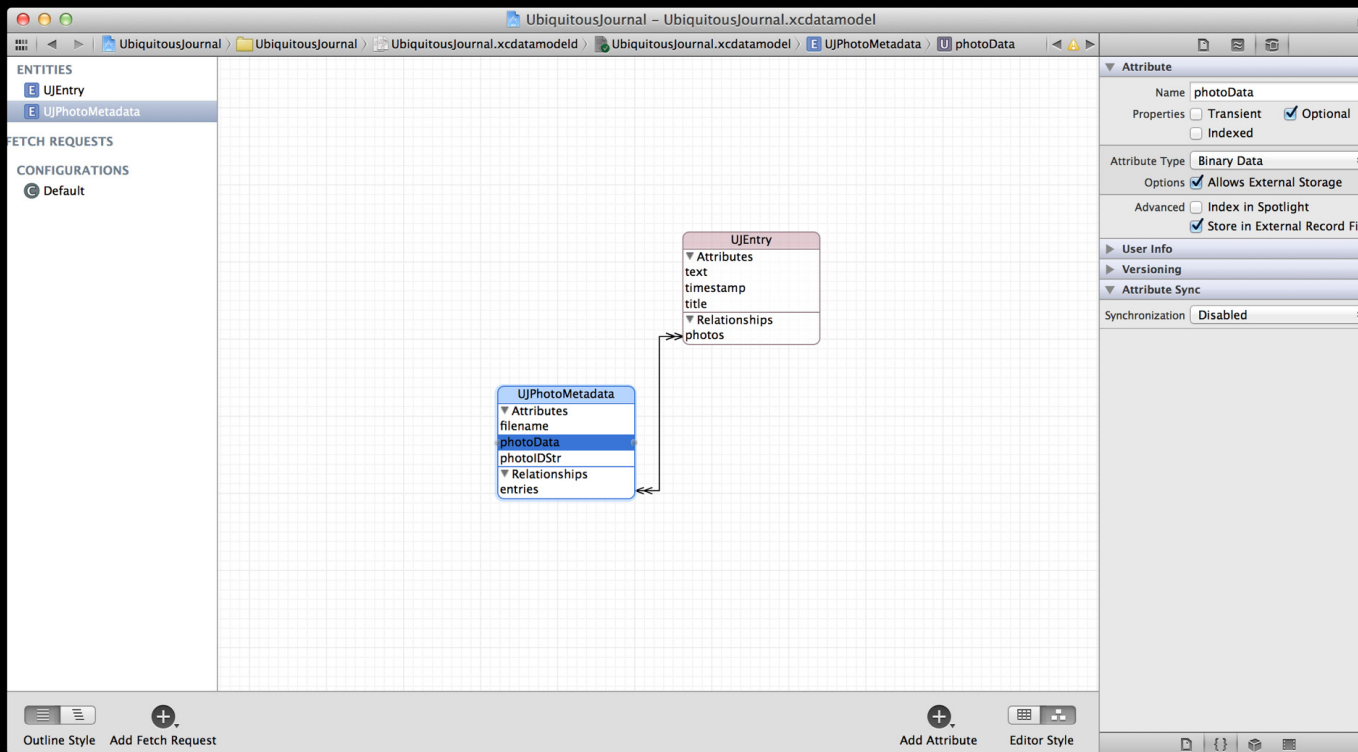 UbiquitousJournal – UbiquitousJournal.xcdatamodel
UbiquitousJournal UbiquitousJournal UbiquitousJournal.xcdatamodeld UbiquitousJournal.xcdatamodel E UJPhotoMetadata U photoData
ENTITIES
E UJEntry
E UJPhotoMetadata
FETCH REQUESTS
CONFIGURATIONS
C Default
UJEntry
Attributes
text
timestamp
title
Relationships
photos
UJPhotoMetadata
Attributes
filename
photoData
photoIDStr
Relationships
entries
Attribute
Name photoData
Properties Transient Optional
Indexed
Attribute Type Binary Data
Options Allows External Storage
Advanced Index in Spotlight
Store in External Record Fi
User Info
Versioning
Attribute Sync
Synchronization Disabled
Outline Style Add Fetch Request Add Attribute Editor Style
{}